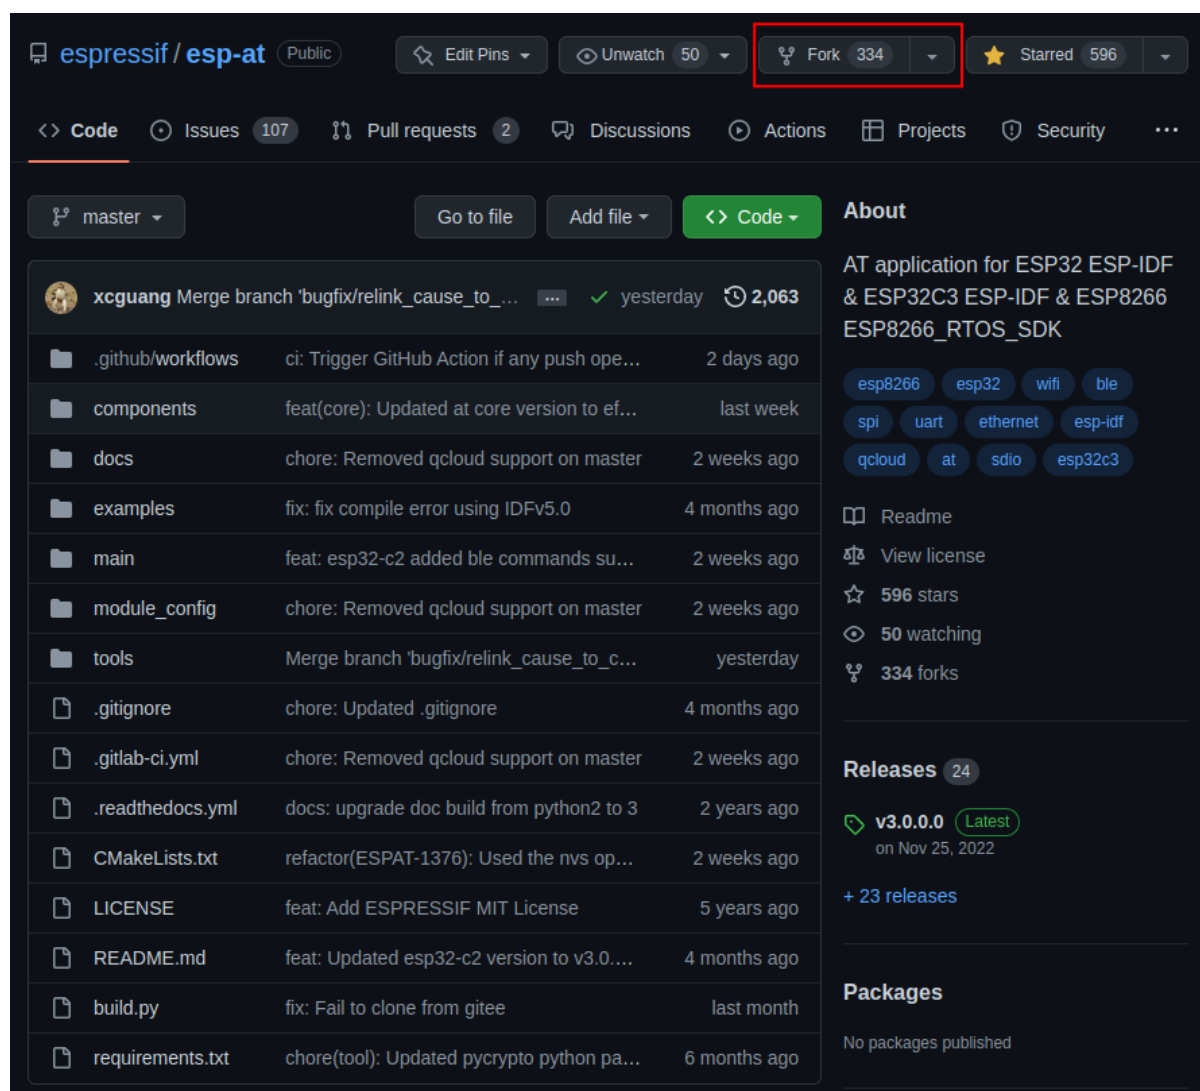 espressif / esp-at Public Edit Pins Unwatch 50 Fork 334 Starred 596
<> Code Issues 107 Pull requests 2 Discussions Actions Projects Security ...
master Go to file Add file <> Code
xcguang Merge branch 'bugfix/relink_cause_to_... ... yesterday 2,063
.github/workflows ci: Trigger GitHub Action if any push ope... 2 days ago
components feat(core): Updated at core version to ef... last week
docs chore: Removed qcloud support on master 2 weeks ago
examples fix: fix compile error using IDFv5.0 4 months ago
main feat: esp32-c2 added ble commands su... 2 weeks ago
module_config chore: Removed qcloud support on master 2 weeks ago
tools Merge branch 'bugfix/relink_cause_to_c... yesterday
.gitignore chore: Updated .gitignore 4 months ago
.gitlab-ci.yml chore: Removed qcloud support on master 2 weeks ago
.readthedocs.yml docs: upgrade doc build from python2 to 3 2 years ago
CMakeLists.txt refactor(ESPAT-1376): Used the nvs op... 2 weeks ago
LICENSE feat: Add ESPRESSIF MIT License 5 years ago
README.md feat: Updated esp32-c2 version to v3.0.... 4 months ago
build.py fix: Fail to clone from gitee last month
requirements.txt chore(tool): Updated pycrypto python pa... 6 months ago
About
AT application for ESP32 ESP-IDF
& ESP32C3 ESP-IDF & ESP8266
ESP8266_RTOS_SDK
esp8266 esp32 wifi ble
spi uart ethernet esp-idf
qcloud at sdio esp32c3
Readme
View license
596 stars
50 watching
334 forks
Releases 24
v3.0.0.0 Latest
on Nov 25, 2022
+ 23 releases
Packages
No packages published